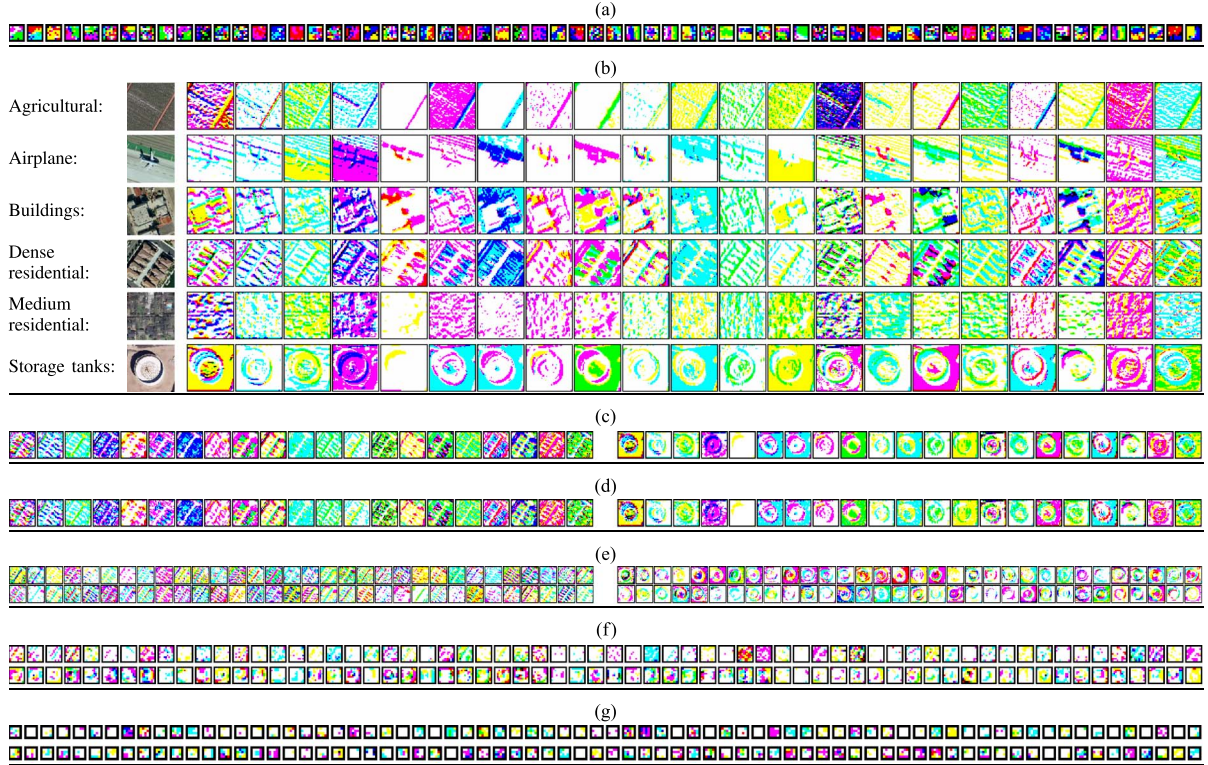 (a)
(b)
Agricultural:
Airplane:
Buildings:
Dense
residential:
Medium
residential:
Storage tanks:
(c)
(d)
(e)
(f)
(g)